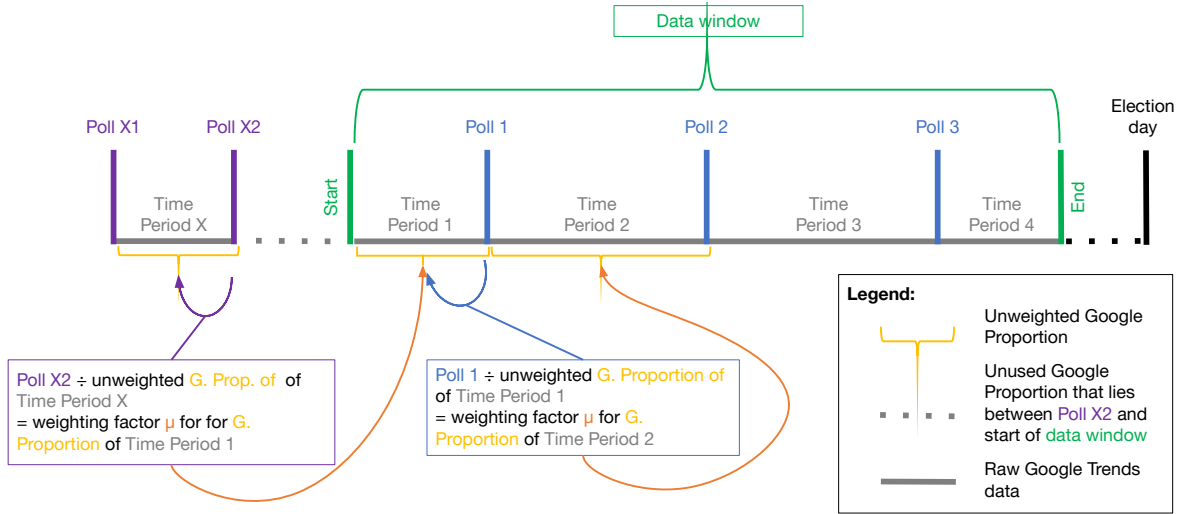 Data window
Election
day
Poll X1
Poll X2
Poll 1
Poll 2
Poll 3
Time
Period X
Start
Time
Period 1
Time
Period 2
Time
Period 3
Time
Period 4
End
Legend:
Unweighted Google
Proportion
Unused Google
Proportion that lies
between Poll X2 and
start of data window
Raw Google Trends
data
Poll X2 ÷ unweighted G. Prop. of of
Time Period X
= weighting factor μ for for G.
Proportion of Time Period 1
Poll 1 ÷ unweighted G. Proportion of
of Time Period 1
= weighting factor μ for G.
Proportion of Time Period 2